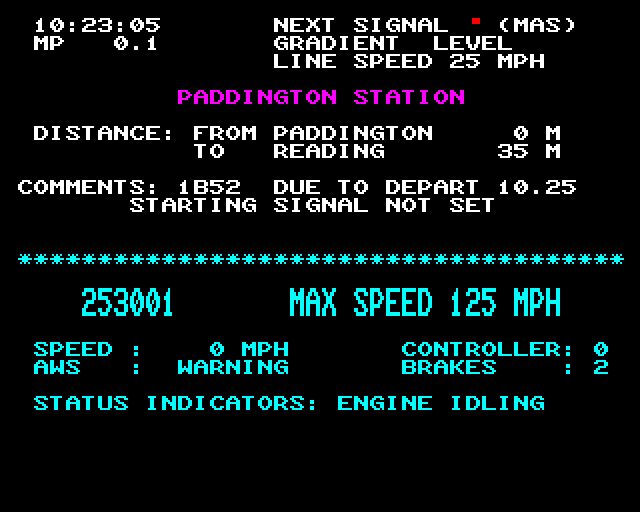 10:23:05 NEXT SIGNAL (MAS)
MP 0.1 GRADIENT LEVEL
LINE SPEED 25 MPH
PADDINGTON STATION
DISTANCE: FROM PADDINGTON 0 M
TO READING 35 M
COMMENTS: 1B52 DUE TO DEPART 10.25
STARTING SIGNAL NOT SET
****************************************
253001 MAX SPEED 125 MPH
SPEED : 0 MPH CONTROLLER: 0
AWS : WARNING BRAKES : 2
STATUS INDICATORS: ENGINE IDLING